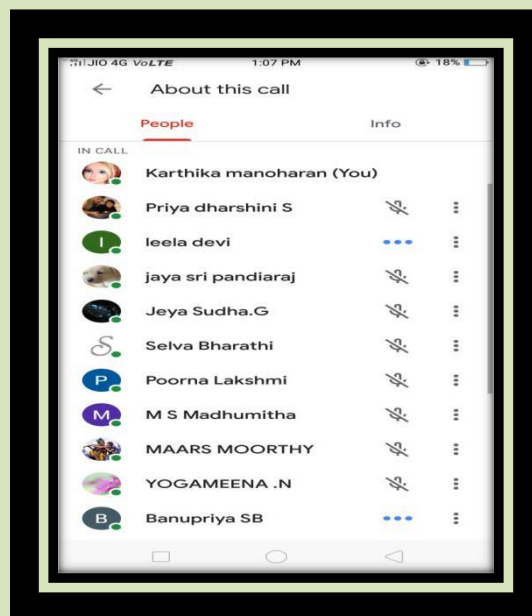 JIO 4G VoLTE 1:07 PM 18%
About this call
People Info
IN CALL
Karthika manoharan (You)
Priya dharshini S
I leela devi
jaya sri pandiaraj
Jeya Sudha.G
S. Selva Bharathi
P Poorna Lakshmi
M M S Madhumitha
MAARS MOORTHY
YOGAMEENA .N
B Banupriya SB